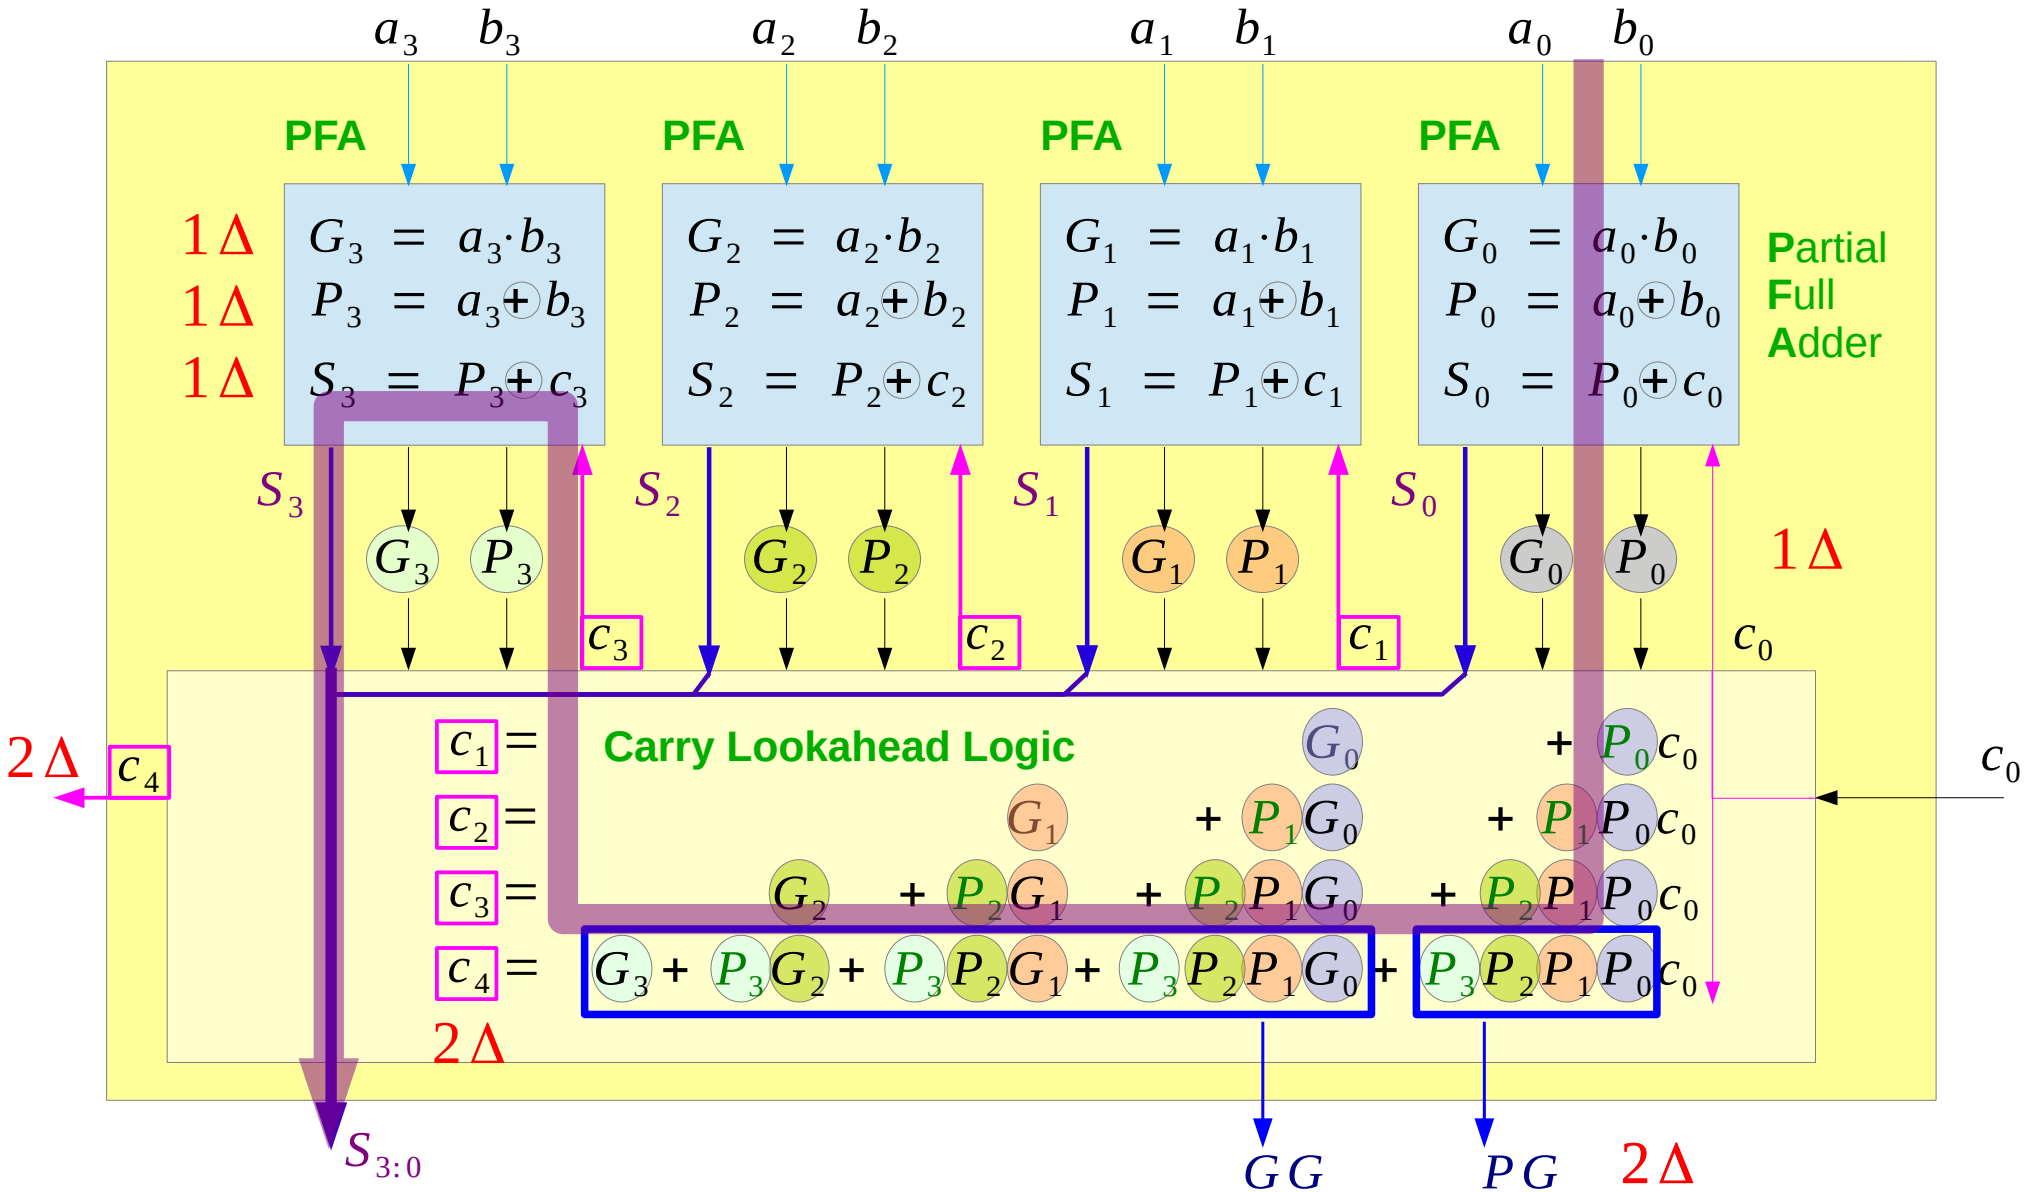 a3 b3 a2 b2 a1 b1 a0 b0
PFA PFA PFA PFA
1Δ G3 = a3·b3 G2 = a2·b2 G1 = a1·b1 G0 = a0·b0 Partial
1Δ P3 = a3⊕b3 P2 = a2⊕b2 P1 = a1⊕b1 P0 = a0⊕b0 Full
Adder
1Δ S3 = P3⊕c3 S2 = P2⊕c2 S1 = P1⊕c1 S0 = P0⊕c0
S3 S2 S1 S0
G3 P3 G2 P2 G1 P1 G0 P0 1Δ
c3 c2 c1 c0
c1 = Carry Lookahead Logic G0 + P0c0
2Δ c4 c0
c2 = G1 + P1G0 + P1P0c0
c3 = G2 + P2G1 + P2P1G0 + P2P1P0c0
c4 = G3 + P3G2 + P3P2G1 + P3P2P1G0 + P3P2P1P0c0
2Δ
S3:0
GG PG 2Δ